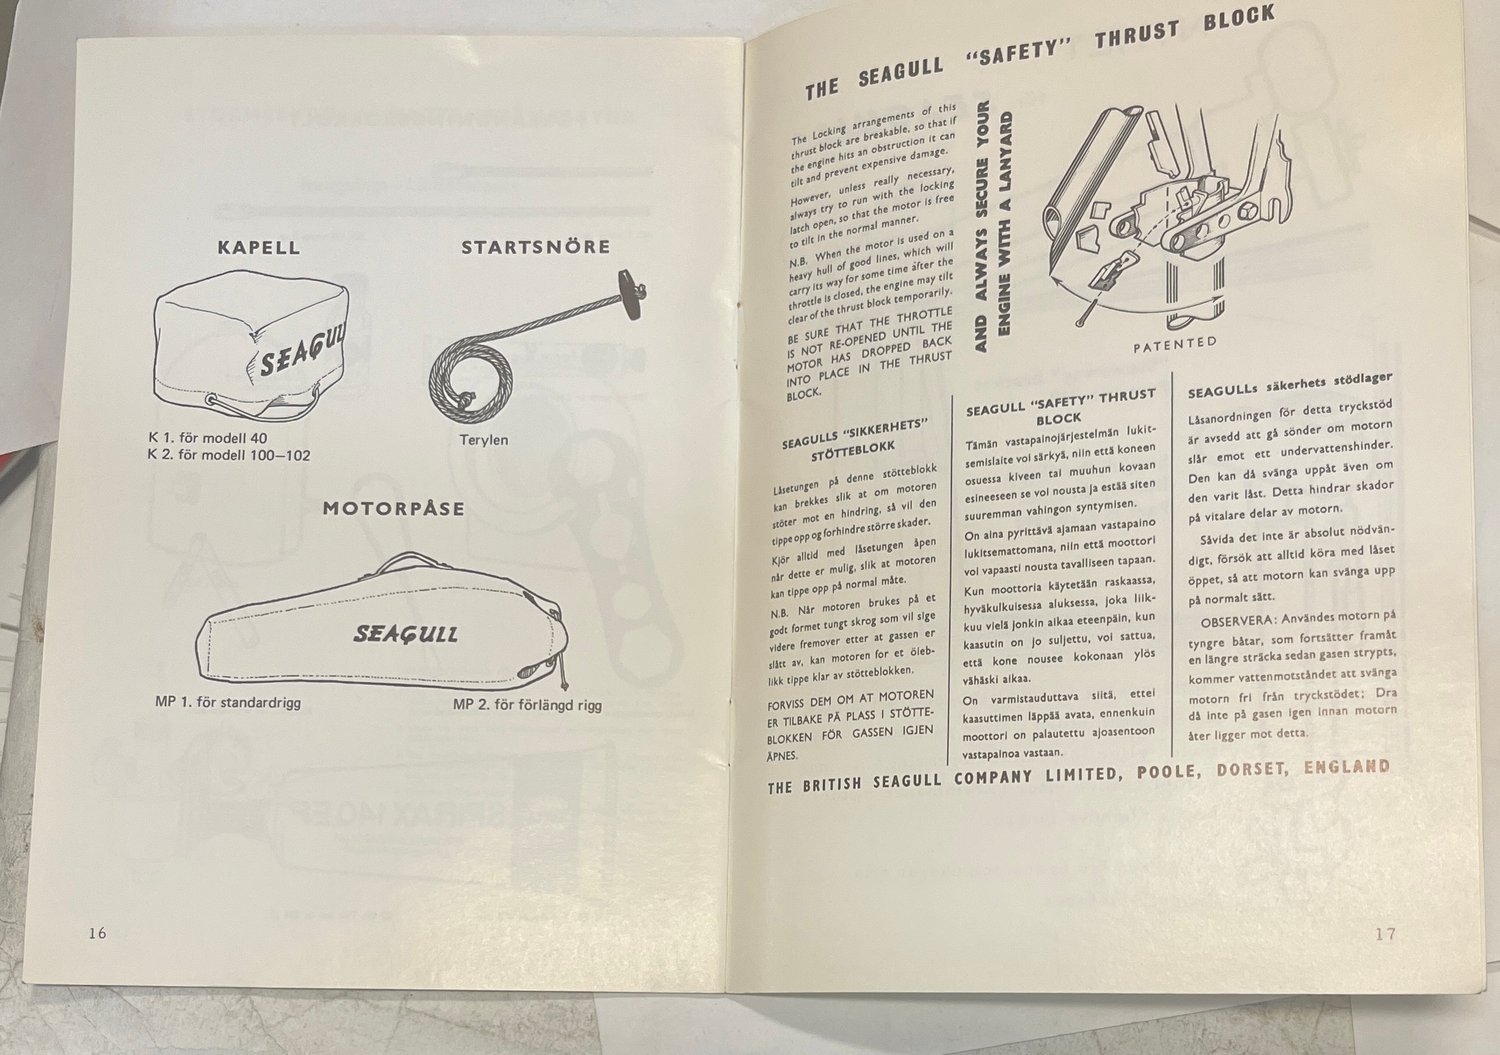 KAPELL
STARTSNÖRE
SEAGULL
K 1. för modell 40
K 2. för modell 100—102
Terylen
MOTORPÅSE
SEAGULL
MP 1. för standardrigg
MP 2. för förlängd rigg
16
THE SEAGULL “SAFETY” THRUST BLOCK
The Locking arrangements of this
thrust block are breakable, so that if
the engine hits an obstruction it can
tilt and prevent expensive damage.
However, unless really necessary,
always try to run with the locking
latch open, so that the motor is free
to tilt in the normal manner.
N.B. When the motor is used on a
heavy hull of good lines, which will
carry its way for some time after the
throttle is closed, the engine may tilt
clear of the thrust block temporarily.
BE SURE THAT THE THROTTLE
IS NOT RE-OPENED UNTIL THE
MOTOR HAS DROPPED BACK
INTO PLACE IN THE THRUST
BLOCK.
AND ALWAYS SECURE YOUR
ENGINE WITH A LANYARD
PATENTED
SEAGULLS “SIKKERHETS”
STÖTTEBLOKK
Låsetungen på denne stötteblokk
kan brekkes slik at om motoren
stöter mot en hindring, så vil den
tippe opp og forhindre större skader.
Kjör alltid med låsetungen åpen
når dette er mulig, slik at motoren
kan tippe opp på normal måte.
N.B. Når motoren brukes på et
godt formet tungt skrog som vil sige
videre fremover etter at gassen er
slått av, kan motoren for et öleb-
likk tippe klar av stötteblokken.
FORVISS DEM OM AT MOTOREN
ER TILBAKE PÅ PLASS I STÖTTE-
BLOKKEN FÖR GASSEN IGJEN
ÅPNES.
SEAGULL “SAFETY” THRUST
BLOCK
Tämän vastapainojärjestelmän lukit-
semislaite voi särkyä, niin että koneen
osuessa kiveen tai muuhun kovaan
esineeseen se voi nousta ja estää siten
suuremman vahingon syntymisen.
On aina pyrittävä ajamaan vastapaino
lukitsemattomana, niin että moottori
voi vapaasti nousta tavalliseen tapaan.
Kun moottoria käytetään raskaassa,
hyväkulkuisessa aluksessa, joka liik-
kuu vielä jonkin aikaa eteenpäin, kun
kaasutin on jo suljettu, voi sattua,
että kone nousee kokonaan ylös
vähäksi aikaa.
On varmistauduttava siitä, ettei
kaasuttimen läppää avata, ennenkuin
moottori on palautettu ajoasentoon
vastapainoa vastaan.
SEAGULLs säkerhets stödlager
Låsanordningen för detta tryckstöd
är avsedd att gå sönder om motorn
slår emot ett undervattenshinder.
Den kan då svänga uppåt även om
den varit låst. Detta hindrar skador
på vitalare delar av motorn.
Såvida det inte är absolut nödvän-
digt, försök att alltid köra med låset
öppet, så att motorn kan svänga upp
på normalt sätt.
OBSERVERA: Användes motorn på
tyngre båtar, som fortsätter framåt
en längre sträcka sedan gasen strypts,
kommer vattenmotståndet att svänga
motorn fri från tryckstödet; Dra
då inte på gasen igen innan motorn
åter ligger mot detta.
THE BRITISH SEAGULL COMPANY LIMITED, POOLE, DORSET, ENGLAND
17